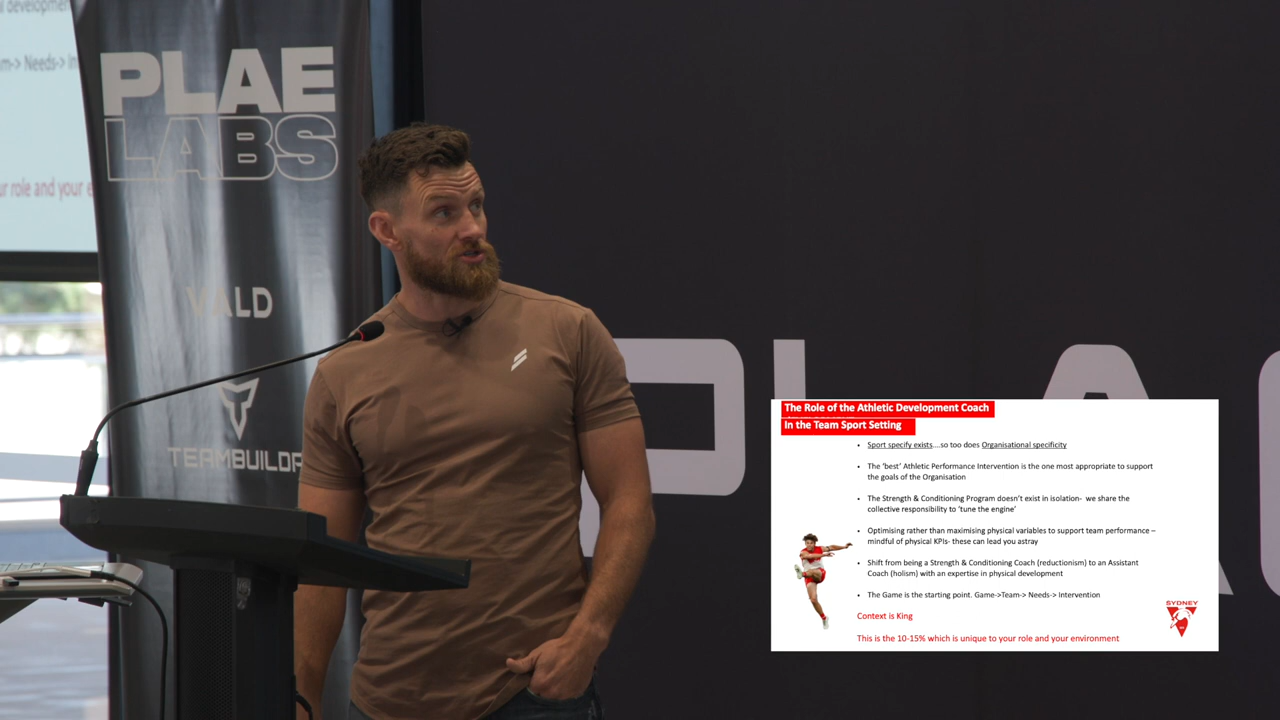 l development
m-> Needs-> In
ur role and your e
PLAE
LABS
VALD
TEAMBUILDR
PLAE
The Role of the Athletic Development Coach
In the Team Sport Setting
• Sport specify exists....so too does Organisational specificity
• The ‘best’ Athletic Performance Intervention is the one most appropriate to support
the goals of the Organisation
• The Strength & Conditioning Program doesn’t exist in isolation- we share the
collective responsibility to ‘tune the engine’
• Optimising rather than maximising physical variables to support team performance –
mindful of physical KPIs- these can lead you astray
• Shift from being a Strength & Conditioning Coach (reductionism) to an Assistant
Coach (holism) with an expertise in physical development
• The Game is the starting point. Game->Team-> Needs-> Intervention
Context is King
This is the 10-15% which is unique to your role and your environment
SYDNEY